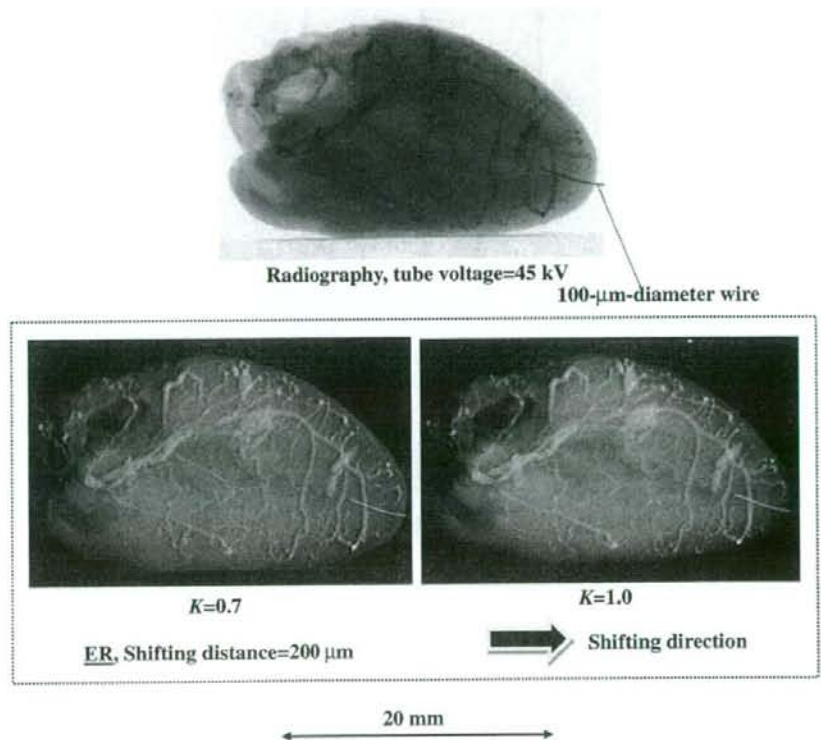 Radiography, tube voltage=45 kV
100-μm-diameter wire
K=0.7
K=1.0
ER, Shifting distance=200 μm
Shifting direction
20 mm